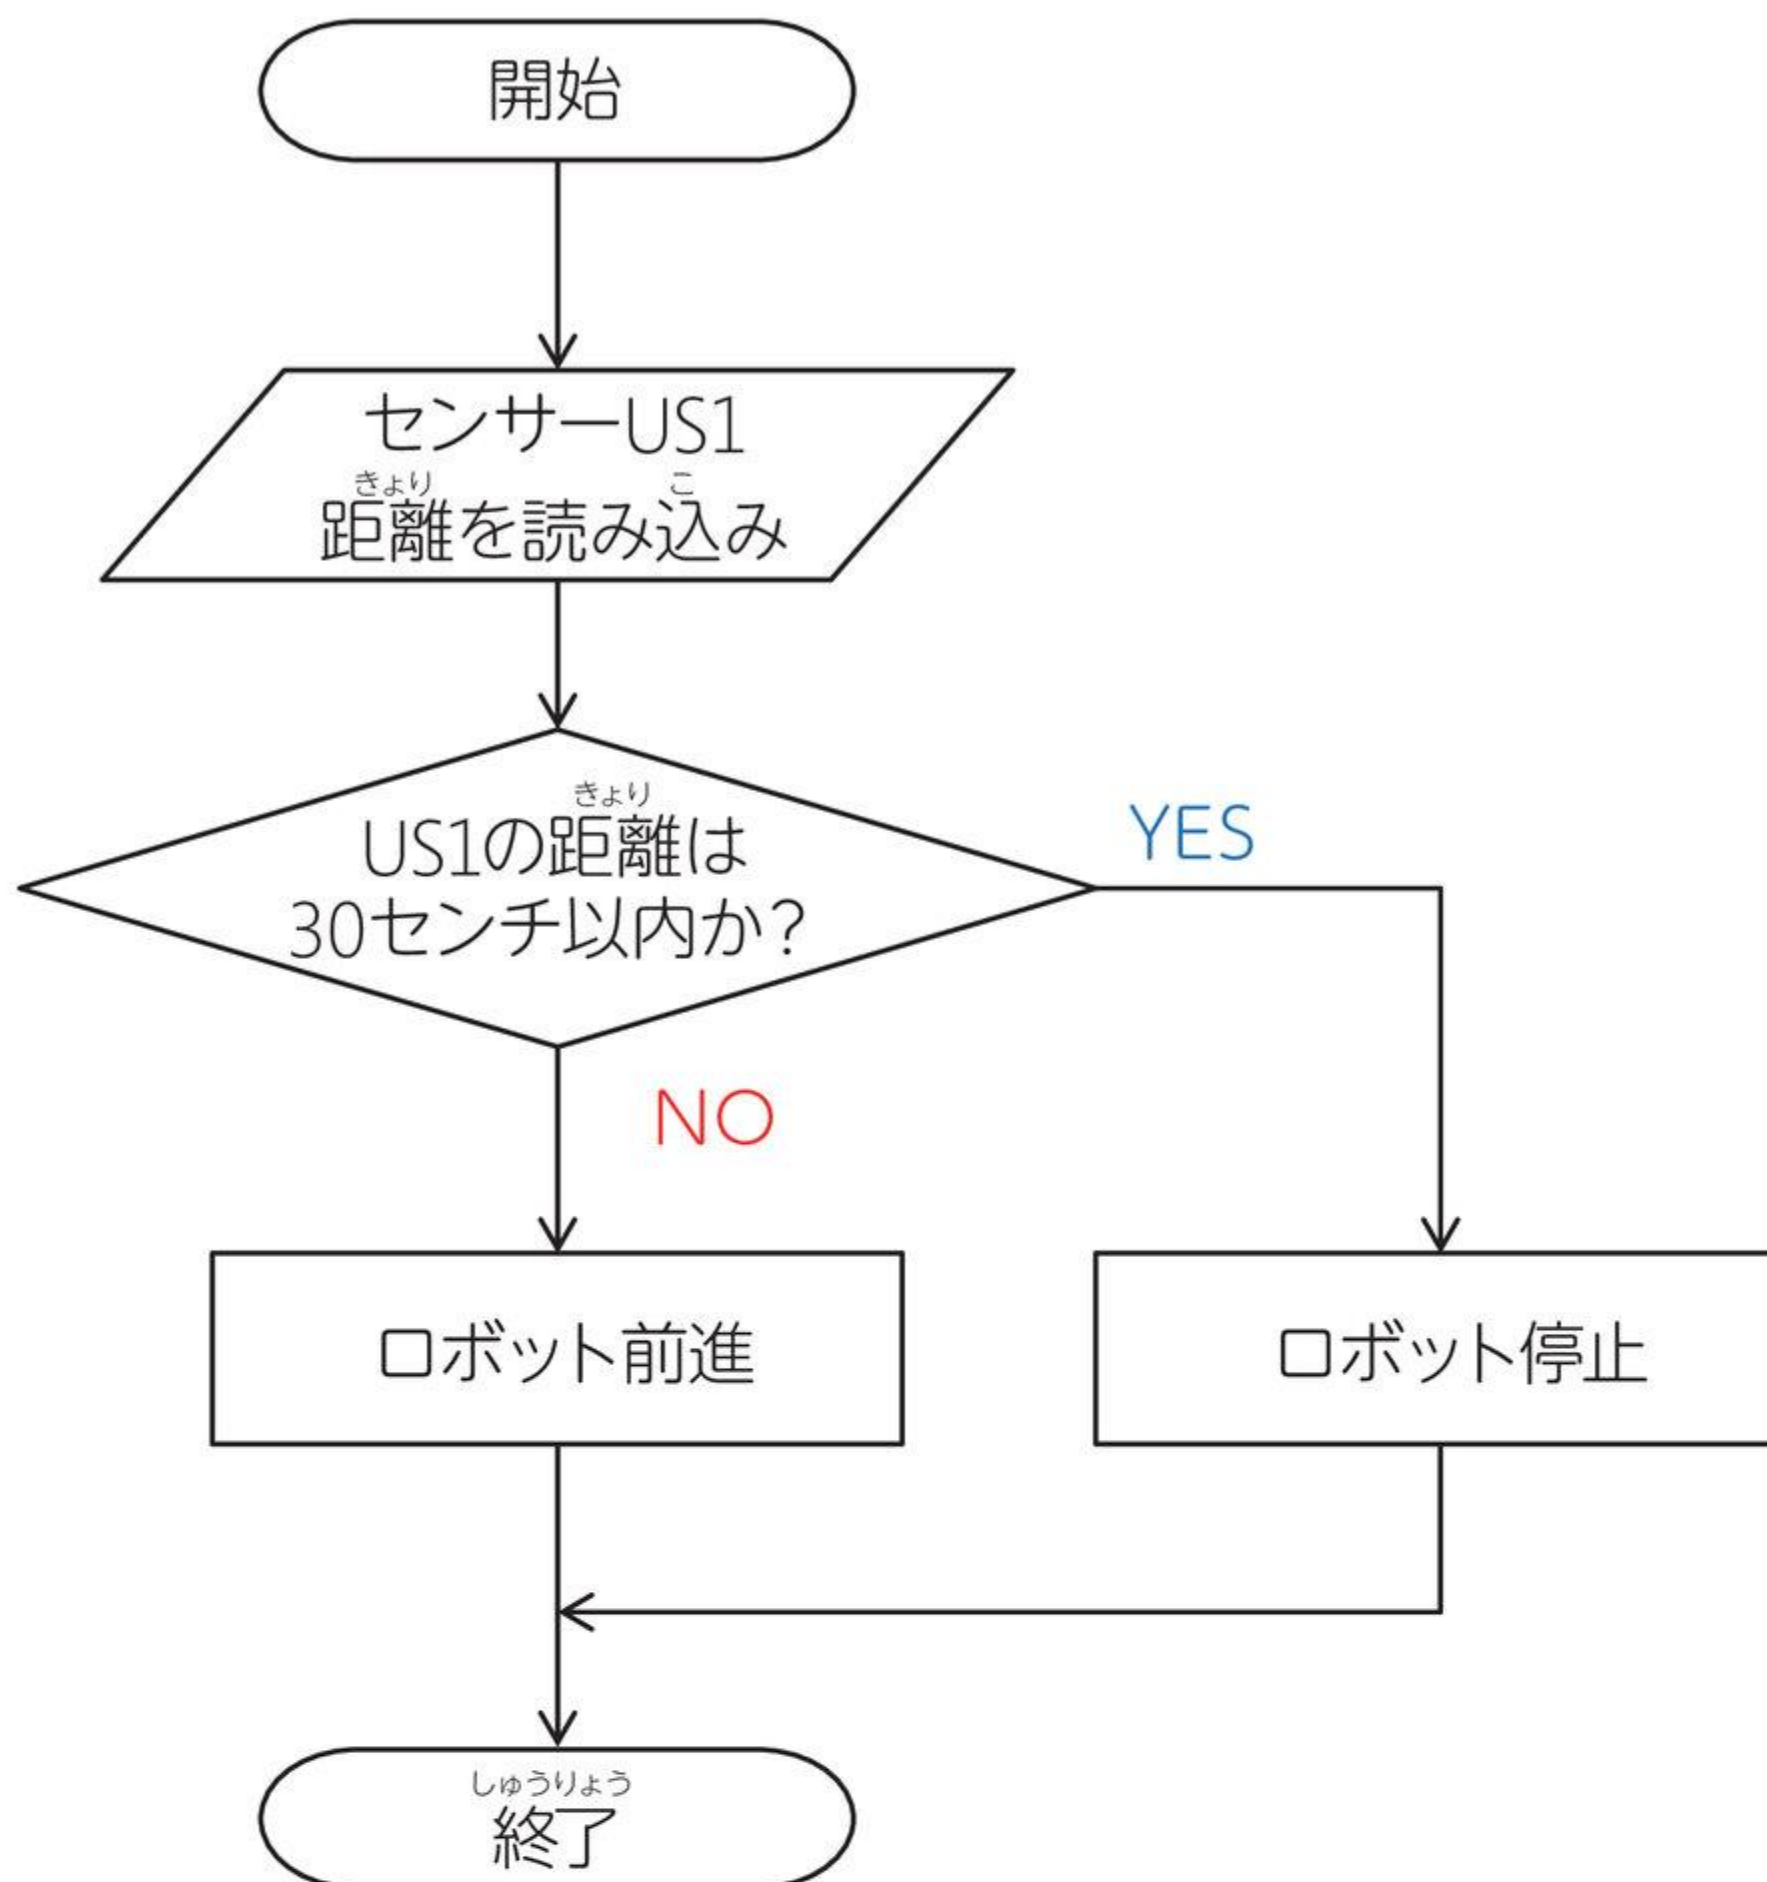 開始
センサーUS1
きょり こ
距離を読み込み
きょり
US1の距離は
30センチ以内か?
YES
NO
ロボット前進
ロボット停止
しゅうりょう
終了